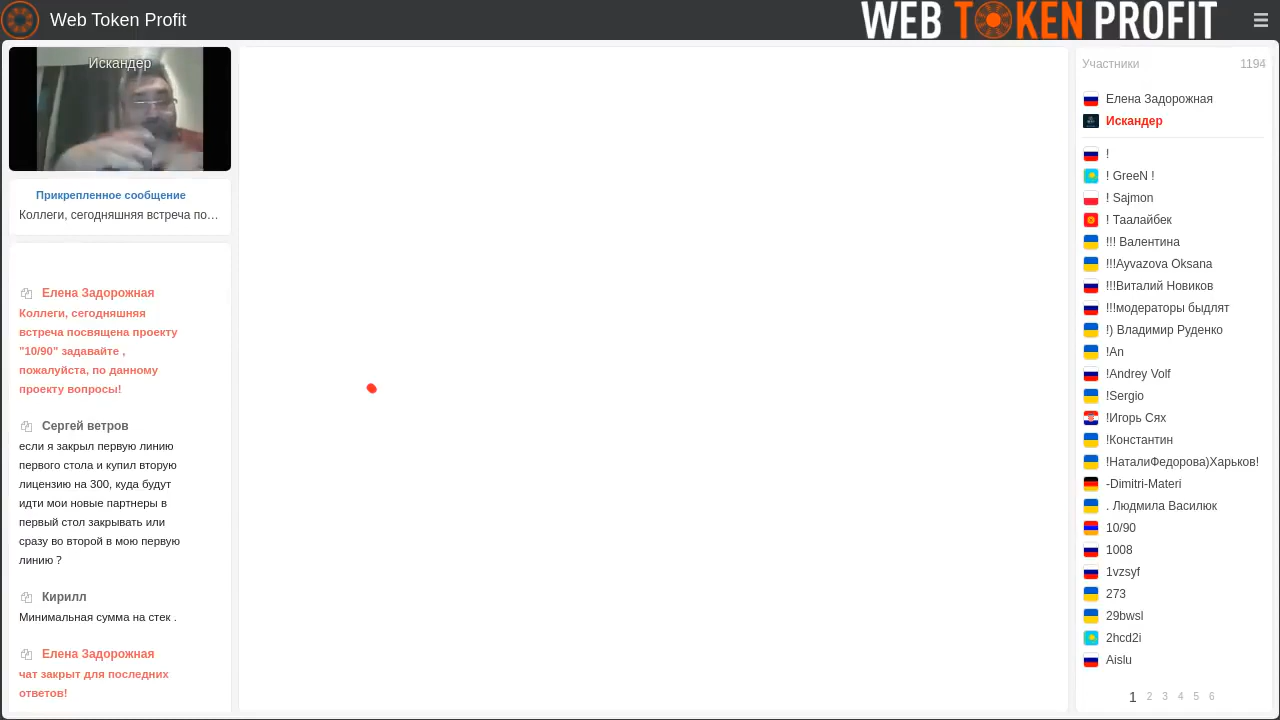 Web Token Profit
WEB TOKEN PROFIT
Искандер
Прикрепленное сообщение
Коллеги, сегодняшняя встреча по…
Елена Задорожная
Коллеги, сегодняшняя
встреча посвящена проекту
"10/90" задавайте ,
пожалуйста, по данному
проекту вопросы!
Сергей ветров
если я закрыл первую линию
первого стола и купил вторую
лицензию на 300, куда будут
идти мои новые партнеры в
первый стол закрывать или
сразу во второй в мою первую
линию ?
Кирилл
Минимальная сумма на стек .
Елена Задорожная
чат закрыт для последних
ответов!
Участники 1194
Елена Задорожная
Искандер
!
! GreeN !
! Sajmon
! Таалайбек
!!! Валентина
!!!Ayvazova Oksana
!!!Виталий Новиков
!!!модераторы быдлят
!) Владимир Руденко
!An
!Andrey Volf
!Sergio
!Игорь Сях
!Константин
!НаталиФедорова)Харьков!
-Dimitri-Materi
. Людмила Василюк
10/90
1008
1vzsyf
273
29bwsl
2hcd2i
Aislu
1 2 3 4 5 6